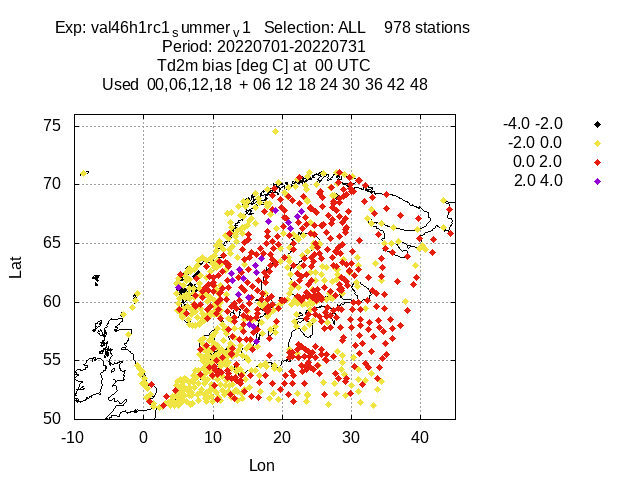 Exp: val46h1rc1_summer_v1 Selection: ALL 978 stations
Period: 20220701-20220731
Td2m bias [deg C] at 00 UTC
Used 00,06,12,18 + 06 12 18 24 30 36 42 48
-4.0 -2.0
-2.0 0.0
0.0 2.0
2.0 4.0
75
70
65
60
55
50
Lat
-10 0 10 20 30 40
Lon